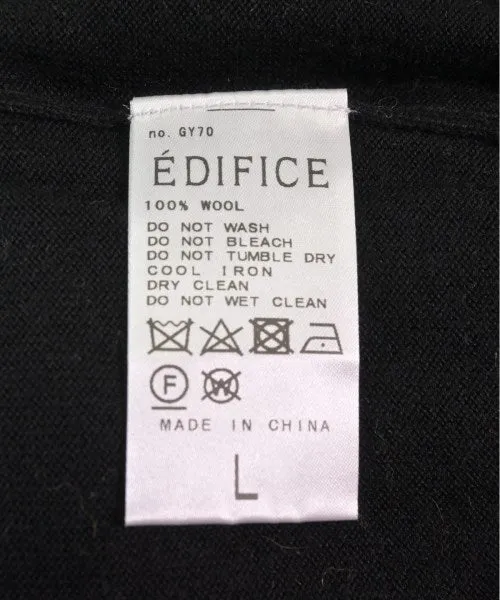 no. GY70
ÉDIFICE
100% WOOL
DO NOT WASH
DO NOT BLEACH
DO NOT TUMBLE DRY
COOL IRON
DRY CLEAN
DO NOT WET CLEAN
F W
MADE IN CHINA
L